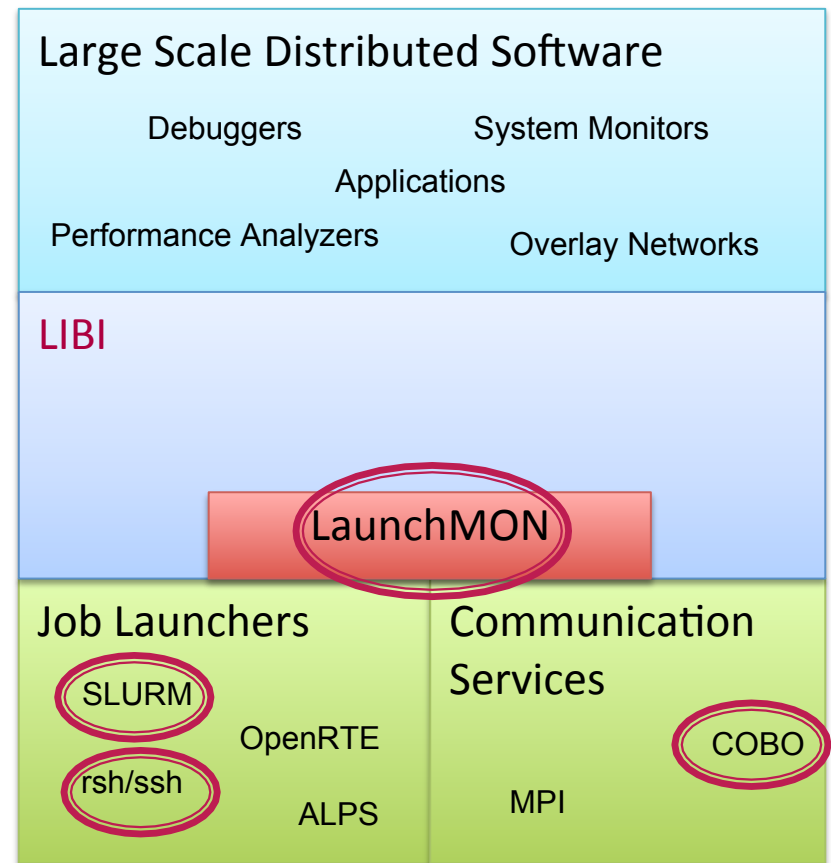 Large Scale Distributed Software
Debuggers System Monitors
Applications
Performance Analyzers Overlay Networks
LIBI
LaunchMON
Job Launchers
SLURM
OpenRTE
rsh/ssh
ALPS
Communication
Services
COBO
MPI